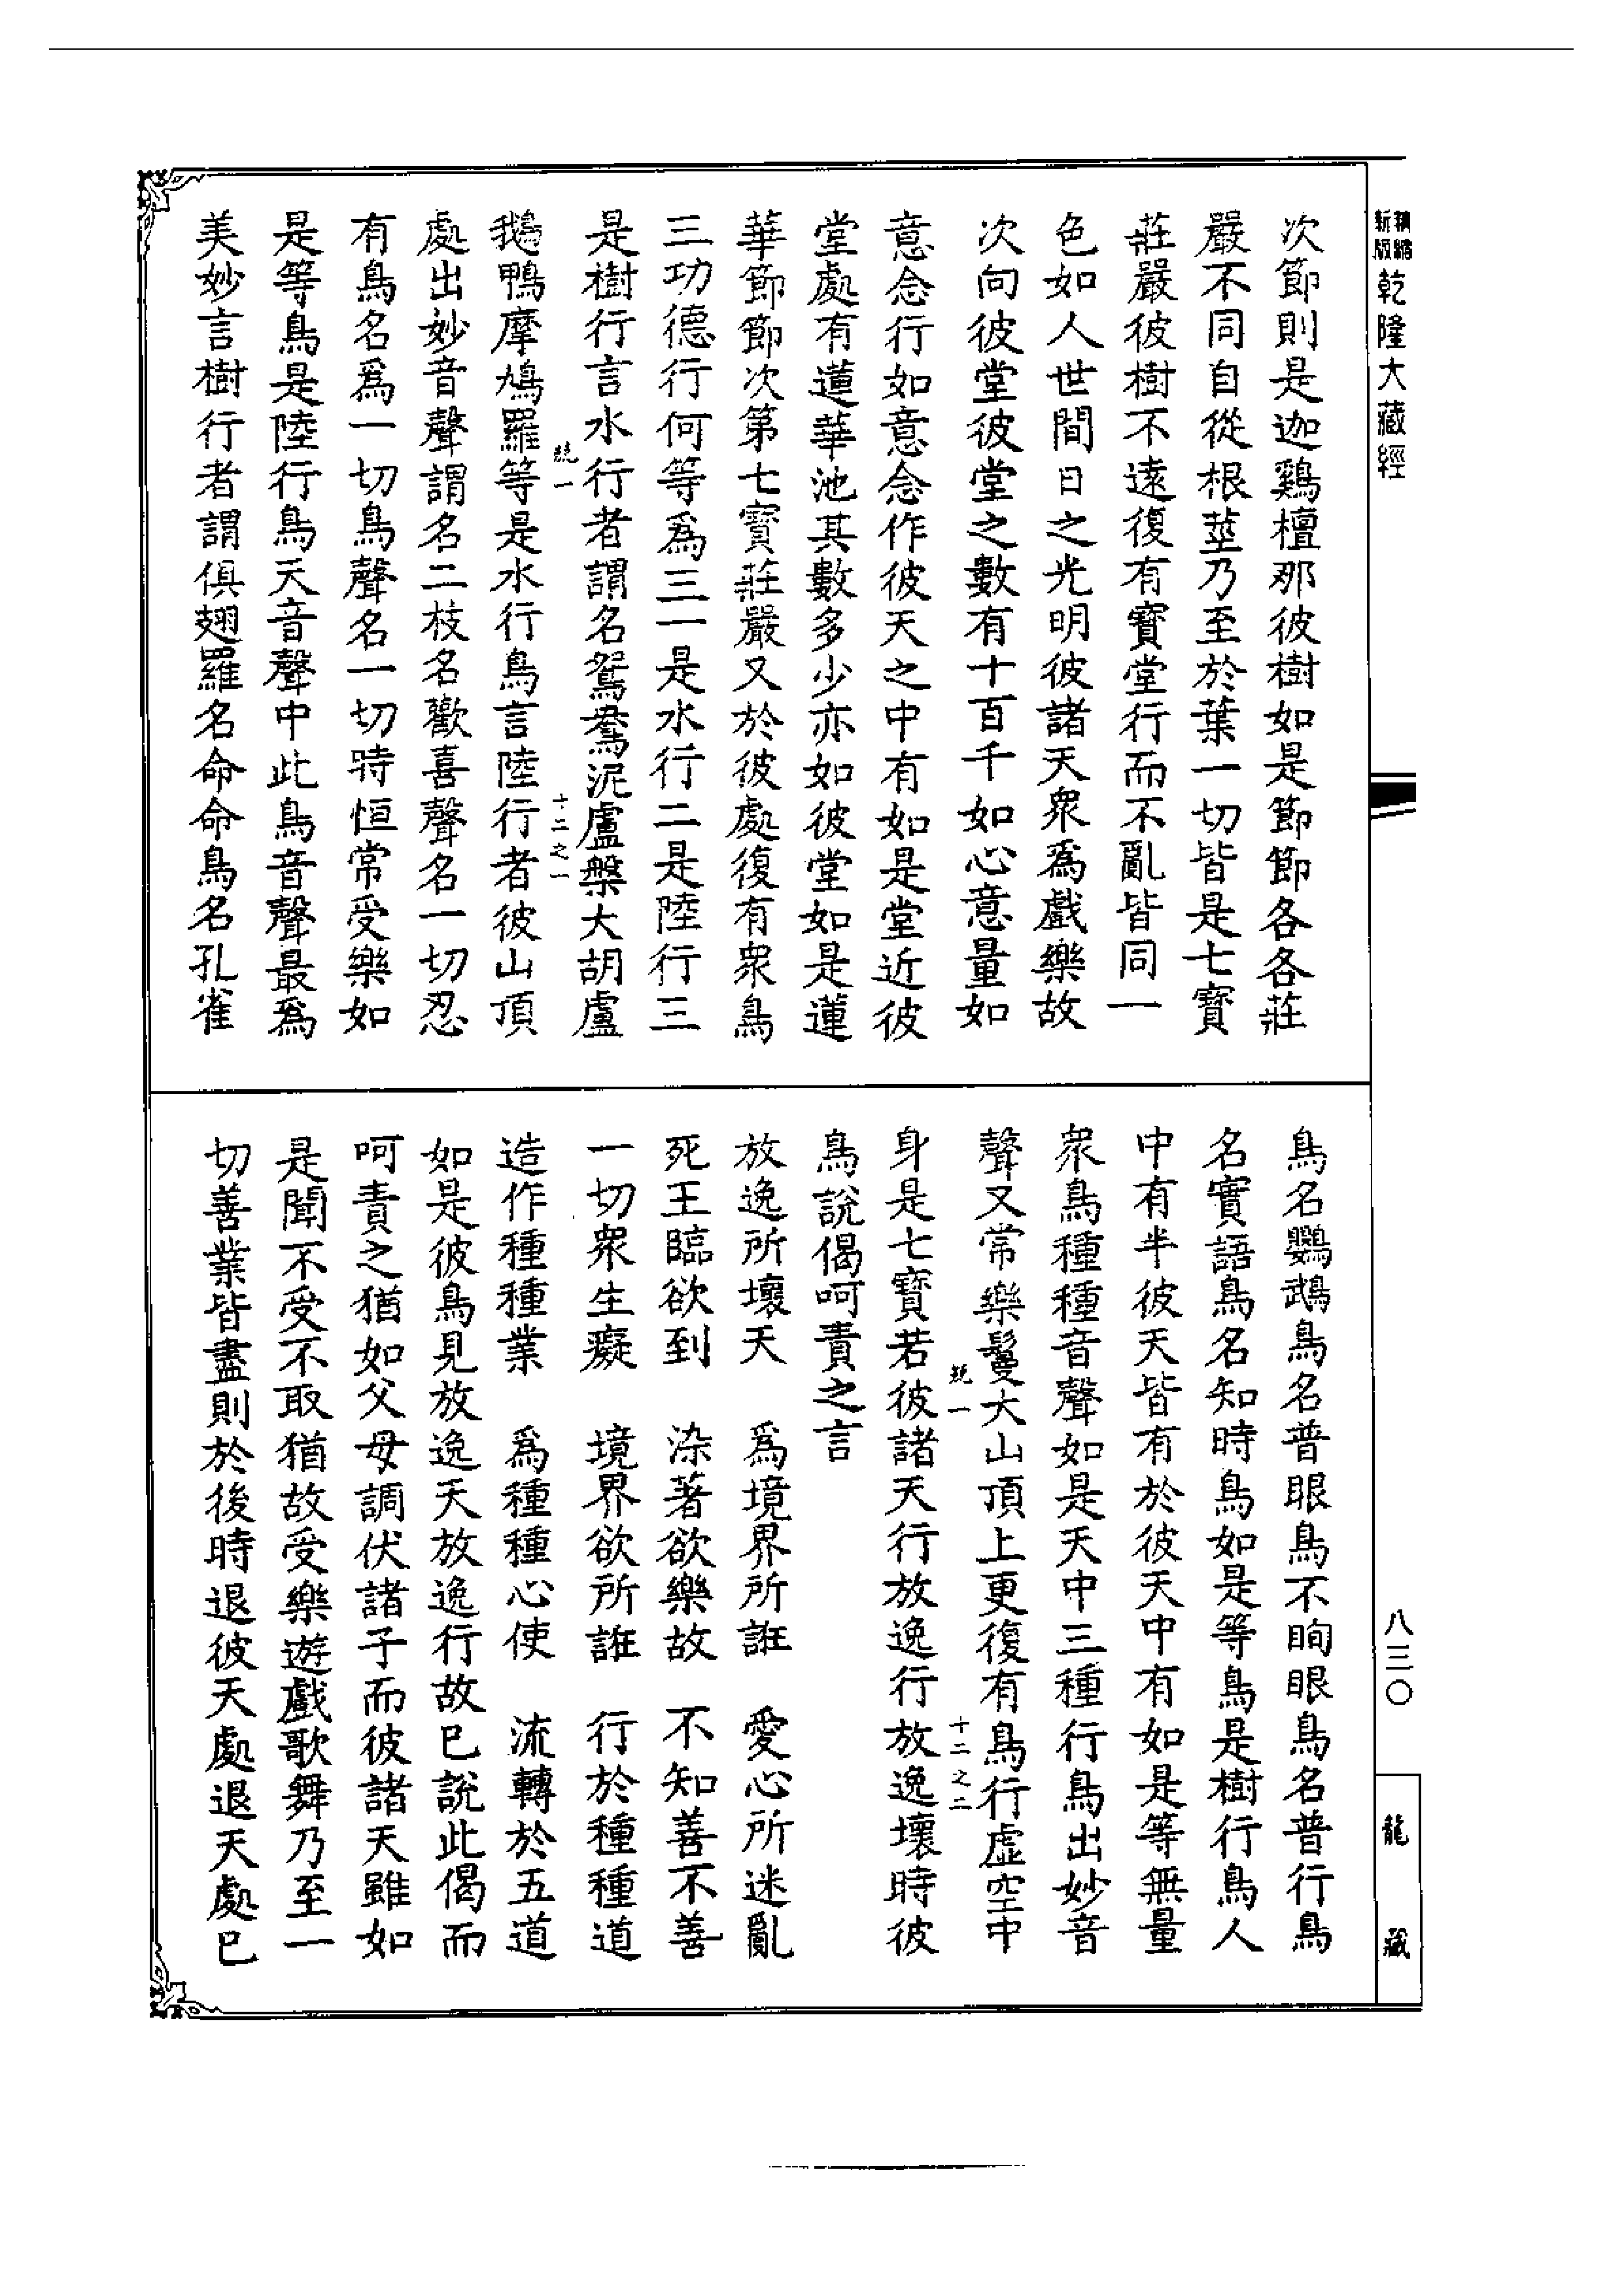 精縮新版乾隆大藏經
次節則是迦鷄檀那彼樹如是節節各各莊
嚴不同自從根莖乃至於葉一切皆是七寶
莊嚴彼樹不遠復有寶堂行而不亂皆同一
色如人世間日之光明彼諸天眾爲戲樂故
次向彼堂彼堂之數有十百千如心意量如
意念行如意念作彼天之中有如是堂近彼
堂處有蓮華池其數多少亦如彼堂如是蓮
華節節次第七寶莊嚴又於彼處復有眾鳥
三功德行何等爲三一是水行二是陸行三
是樹行言水行者謂名鴛鴦泥盧槃大胡盧
鵝鴨摩鳩羅等是水行鳥言陸行者彼山頂
處出妙音聲謂名二枝名歡喜聲名一切忍
有鳥名爲一切鳥聲名一切時恒常受樂如
是等鳥是陸行鳥天音聲中此鳥音聲最爲
美妙言樹行者謂俱翅羅名命命鳥名孔雀
鳥名鸚鵡鳥名普眼鳥不眴眼鳥名普行鳥
名實語鳥名知時鳥如是等鳥是樹行鳥人
中有半彼天皆有於彼天中有如是等無量
眾鳥種種音聲如是天中三種行鳥出妙音
聲又常樂鬘大山頂上更復有鳥行虛空中
身是七寶若彼諸天行放逸行放逸壞時彼
鳥說偈呵責之言
放逸所壞天　爲境界所誑　愛心所迷亂
死王臨欲到　染著欲樂故　不知善不善
一切眾生癡　境界欲所誑　行於種種道
造作種種業　爲種種心使　流轉於五道
如是彼鳥見放逸天放逸行故已說此偈而
呵責之猶如父母調伏諸子而彼諸天雖如
是聞不受不取猶故受樂遊戲歌舞乃至一
切善業皆盡則於後時退彼天處退天處已
十二之一
十二之二
八三〇
龍藏